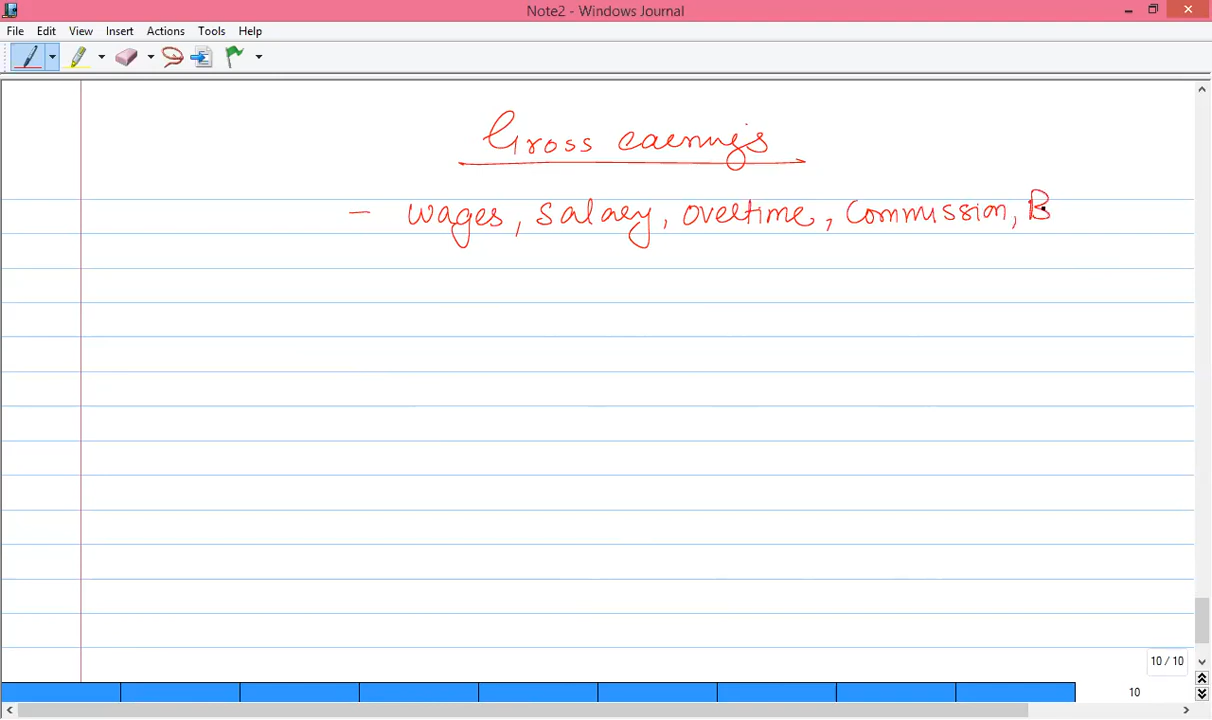 Note2 - Windows Journal
File Edit View Insert Actions Tools Help
Gross earnings
- wages, salary, overtime, commission, B
10 / 10
10